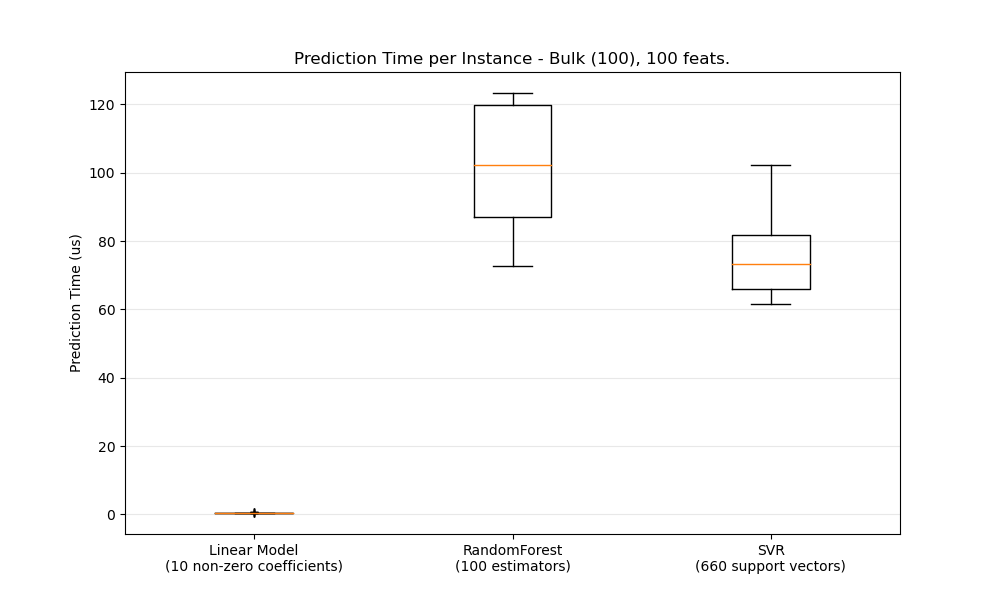 Prediction Time per Instance - Bulk (100), 100 feats.
120
100
80
60
40
20
0
Prediction Time (us)
Linear Model
(10 non-zero coefficients)
RandomForest
(100 estimators)
SVR
(660 support vectors)